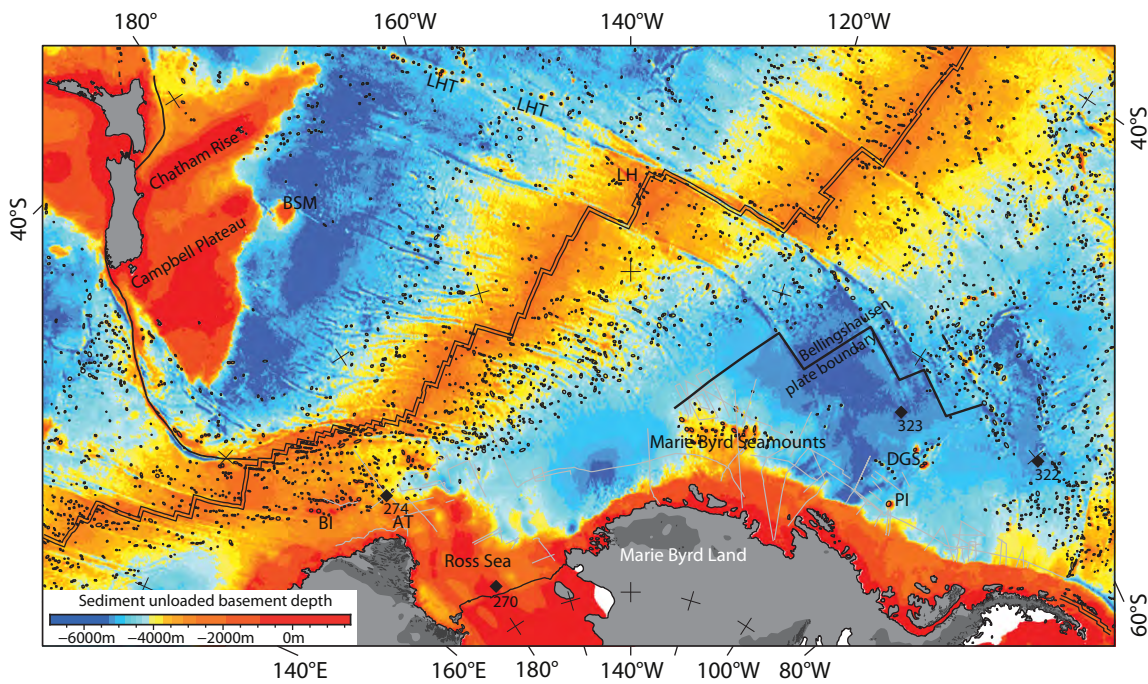 180° 160°W 140°W 120°W
40°S
40°S
60°S
LHT
LHT
Chatham Rise
LH
BSM
Campbell Plateau
Bellingshausen
plate boundary
323
Marie Byrd Seamounts
DGS
322
274
PI
BI
AT
Ross Sea
Marie Byrd Land
270
Sediment unloaded basement depth
−6000m −4000m −2000m 0m
140°E 160°E 180° 140°W 100°W 80°W